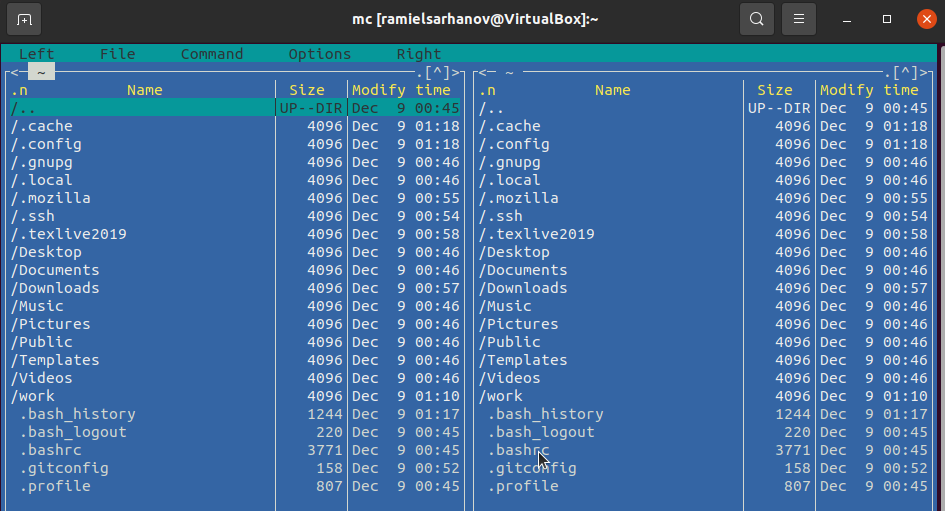 mc [ramielsarhanov@VirtualBox]:~
Left File Command Options Right
<─ ~ .[^]> <─ ~ .[^]>
.n Name Size Modify time .n Name Size Modify time
/.. UP--DIR Dec 9 00:45 /.. UP--DIR Dec 9 00:45
/.cache 4096 Dec 9 01:18 /.cache 4096 Dec 9 01:18
/.config 4096 Dec 9 01:18 /.config 4096 Dec 9 01:18
/.gnupg 4096 Dec 9 00:46 /.gnupg 4096 Dec 9 00:46
/.local 4096 Dec 9 00:46 /.local 4096 Dec 9 00:46
/.mozilla 4096 Dec 9 00:55 /.mozilla 4096 Dec 9 00:55
/.ssh 4096 Dec 9 00:54 /.ssh 4096 Dec 9 00:54
/.texlive2019 4096 Dec 9 00:58 /.texlive2019 4096 Dec 9 00:58
/Desktop 4096 Dec 9 00:46 /Desktop 4096 Dec 9 00:46
/Documents 4096 Dec 9 00:46 /Documents 4096 Dec 9 00:46
/Downloads 4096 Dec 9 00:57 /Downloads 4096 Dec 9 00:57
/Music 4096 Dec 9 00:46 /Music 4096 Dec 9 00:46
/Pictures 4096 Dec 9 00:46 /Pictures 4096 Dec 9 00:46
/Public 4096 Dec 9 00:46 /Public 4096 Dec 9 00:46
/Templates 4096 Dec 9 00:46 /Templates 4096 Dec 9 00:46
/Videos 4096 Dec 9 00:46 /Videos 4096 Dec 9 00:46
/work 4096 Dec 9 01:10 /work 4096 Dec 9 01:10
.bash_history 1244 Dec 9 01:17 .bash_history 1244 Dec 9 01:17
.bash_logout 220 Dec 9 00:45 .bash_logout 220 Dec 9 00:45
.bashrc 3771 Dec 9 00:45 .bashrc 3771 Dec 9 00:45
.gitconfig 158 Dec 9 00:52 .gitconfig 158 Dec 9 00:52
.profile 807 Dec 9 00:45 .profile 807 Dec 9 00:45